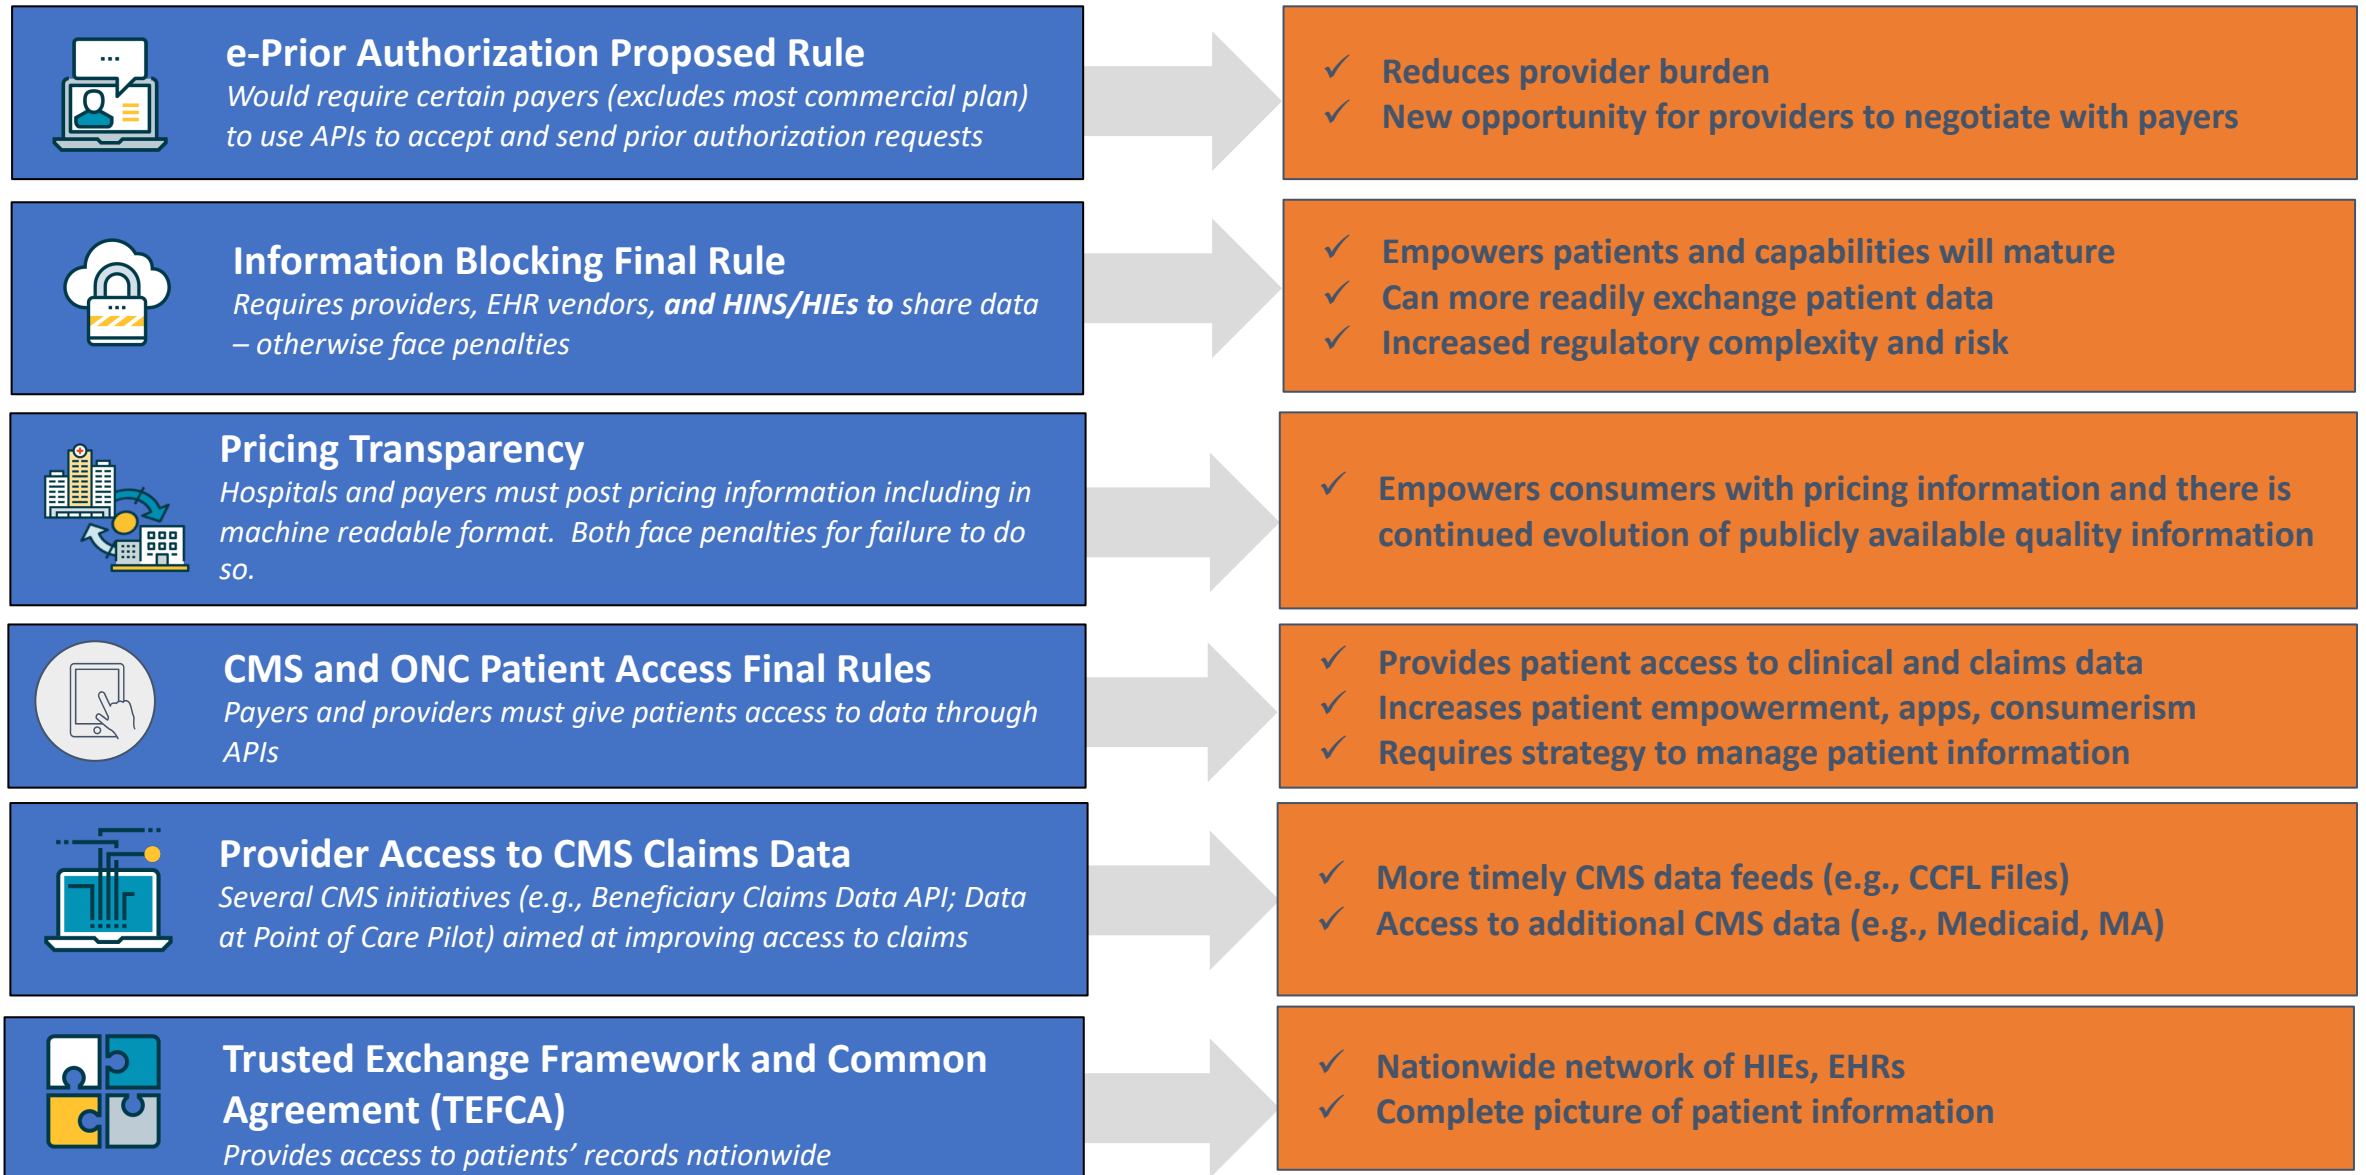 e-Prior Authorization Proposed Rule
Would require certain payers (excludes most commercial plan)
to use APIs to accept and send prior authorization requests
✓ Reduces provider burden
✓ New opportunity for providers to negotiate with payers
Information Blocking Final Rule
Requires providers, EHR vendors, and HINS/HIEs to share data
– otherwise face penalties
✓ Empowers patients and capabilities will mature
✓ Can more readily exchange patient data
✓ Increased regulatory complexity and risk
Pricing Transparency
Hospitals and payers must post pricing information including in
machine readable format.  Both face penalties for failure to do
so.
✓ Empowers consumers with pricing information and there is
continued evolution of publicly available quality information
CMS and ONC Patient Access Final Rules
Payers and providers must give patients access to data through
APIs
✓ Provides patient access to clinical and claims data
✓ Increases patient empowerment, apps, consumerism
✓ Requires strategy to manage patient information
Provider Access to CMS Claims Data
Several CMS initiatives (e.g., Beneficiary Claims Data API; Data
at Point of Care Pilot) aimed at improving access to claims
✓ More timely CMS data feeds (e.g., CCFL Files)
✓ Access to additional CMS data (e.g., Medicaid, MA)
Trusted Exchange Framework and Common
Agreement (TEFCA)
Provides access to patients’ records nationwide
✓ Nationwide network of HIEs, EHRs
✓ Complete picture of patient information